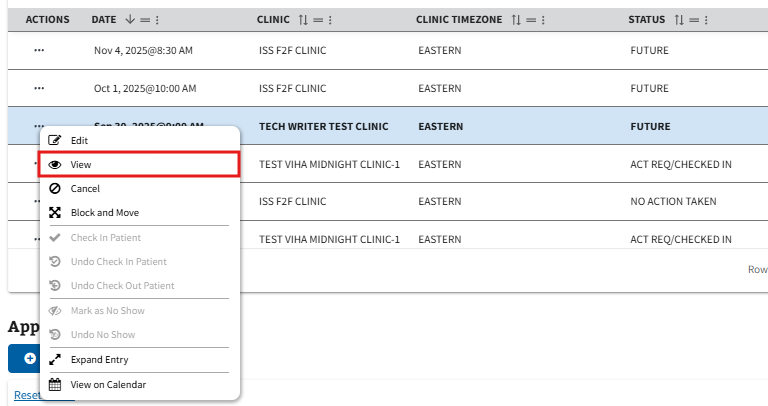 ACTIONS DATE CLINIC CLINIC TIMEZONE STATUS
Nov 4, 2025@8:30 AM ISS F2F CLINIC EASTERN FUTURE
Oct 1, 2025@10:00 AM ISS F2F CLINIC EASTERN FUTURE
Sep 30, 2025@9:00 AM TECH WRITER TEST CLINIC EASTERN FUTURE
Edit
View TEST VIHA MIDNIGHT CLINIC-1 EASTERN ACT REQ/CHECKED IN
Cancel
ISS F2F CLINIC EASTERN NO ACTION TAKEN
Block and Move
Check In Patient TEST VIHA MIDNIGHT CLINIC-1 EASTERN ACT REQ/CHECKED IN
Undo Check In Patient
Row
Undo Check Out Patient
Mark as No Show
App
Undo No Show
Expand Entry
View on Calendar
Reset